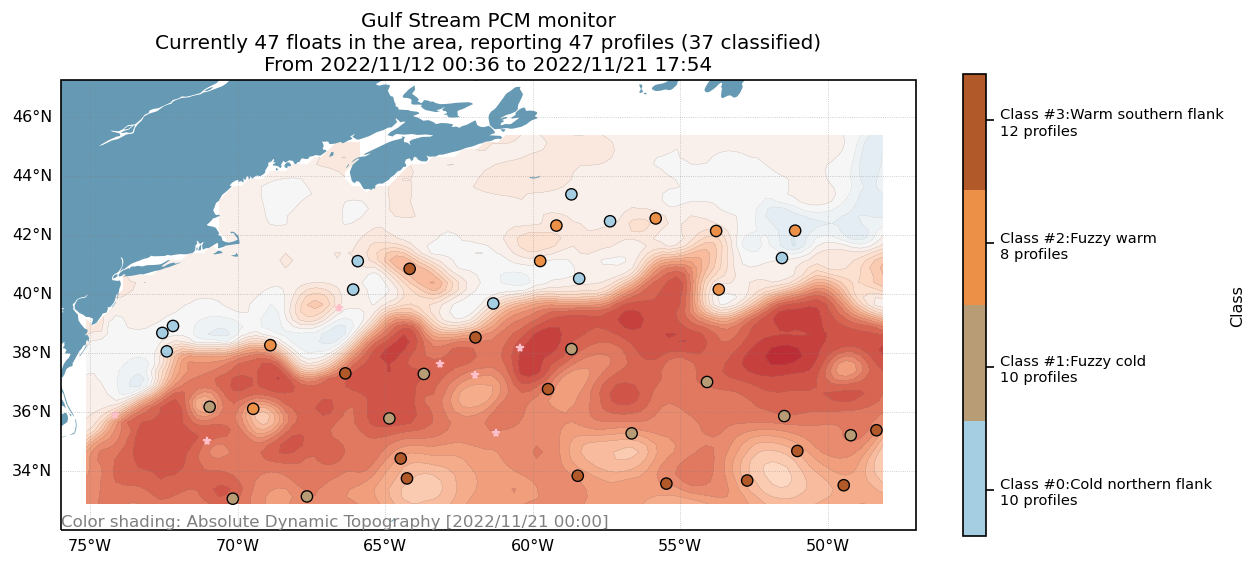 Gulf Stream PCM monitor
Currently 47 floats in the area, reporting 47 profiles (37 classified)
From 2022/11/12 00:36 to 2022/11/21 17:54
46°N
44°N
42°N
40°N
38°N
36°N
34°N
Color shading: Absolute Dynamic Topography [2022/11/21 00:00]
75°W
70°W
65°W
60°W
55°W
50°W
Class #3:Warm southern flank
12 profiles
Class #2:Fuzzy warm
8 profiles
Class #1:Fuzzy cold
10 profiles
Class #0:Cold northern flank
10 profiles
Class